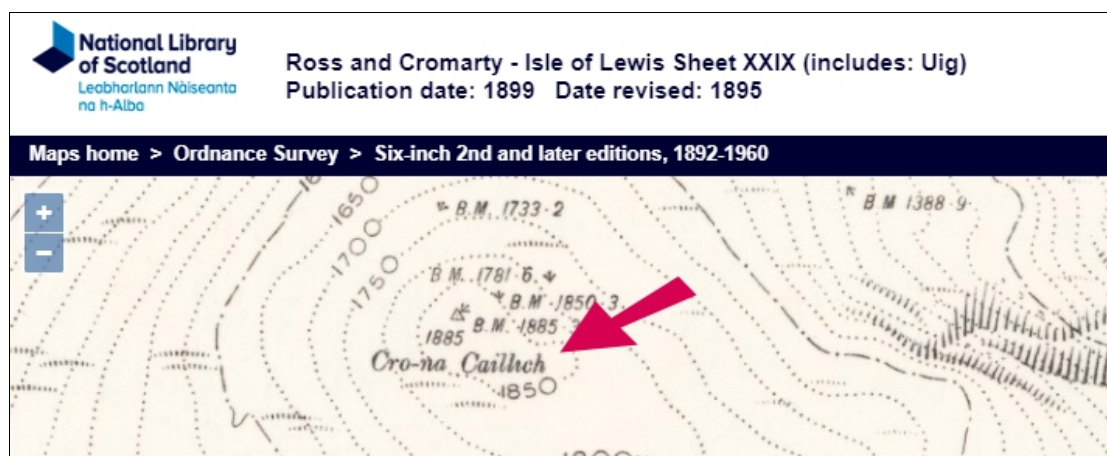 National Library
of Scotland
Leabharlann Nàiseanta
na h-Alba
Ross and Cromarty - Isle of Lewis Sheet XXIX (includes: Uig)
Publication date: 1899 Date revised: 1895
Maps home > Ordnance Survey > Six-inch 2nd and later editions, 1892-1960
+
−
1650
1700
1750
B.M. 1733·2
B M 1388·9
B M. 1781·6
B.M. 1850·3
1885
B.M. 1885·
Cro-na Caillich
1850